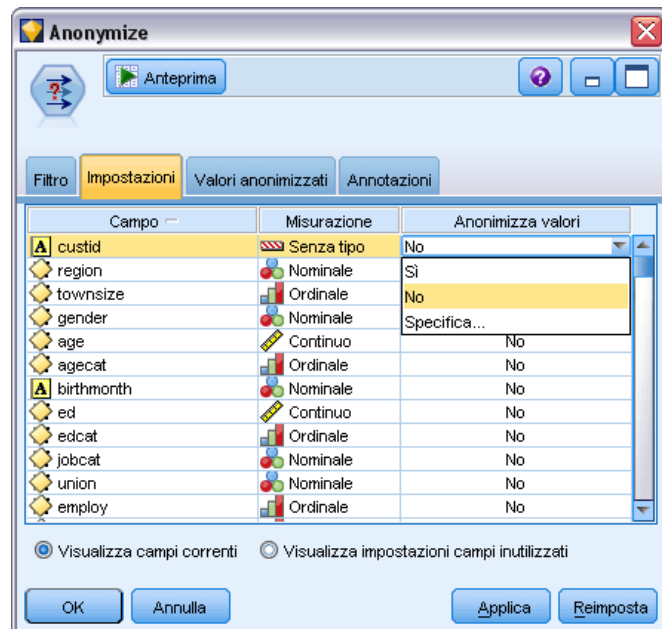 Anonymize
Anteprima
Filtro Impostazioni Valori anonimizzati Annotazioni
Campo Misurazione Anonimizza valori
A custid Senza tipo No
region Nominale Sì
townsize Ordinale No
gender Nominale Specifica...
age Continuo No
agecat Ordinale No
A birthmonth Nominale No
ed Continuo No
edcat Ordinale No
jobcat Nominale No
union Nominale No
employ Ordinale No
Visualizza campi correnti Visualizza impostazioni campi inutilizzati
OK Annulla Applica Reimposta